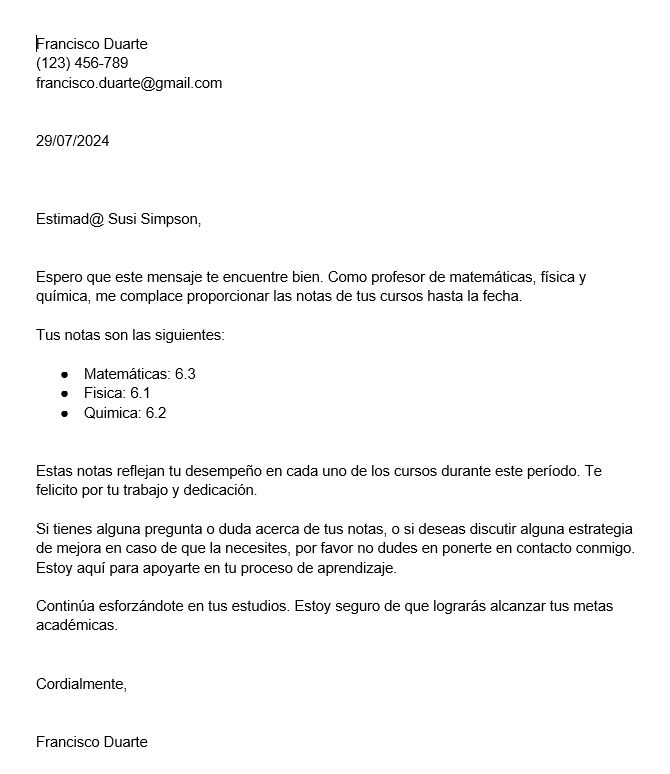 Francisco Duarte
(123) 456-789
francisco.duarte@gmail.com
29/07/2024
Estimad@ Susi Simpson,
Espero que este mensaje te encuentre bien. Como profesor de matemáticas, física y
química, me complace proporcionar las notas de tus cursos hasta la fecha.
Tus notas son las siguientes:
● Matemáticas: 6.3
● Fisica: 6.1
● Quimica: 6.2
Estas notas reflejan tu desempeño en cada uno de los cursos durante este período. Te
felicito por tu trabajo y dedicación.
Si tienes alguna pregunta o duda acerca de tus notas, o si deseas discutir alguna estrategia
de mejora en caso de que la necesites, por favor no dudes en ponerte en contacto conmigo.
Estoy aquí para apoyarte en tu proceso de aprendizaje.
Continúa esforzándote en tus estudios. Estoy seguro de que lograrás alcanzar tus metas
académicas.
Cordialmente,
Francisco Duarte